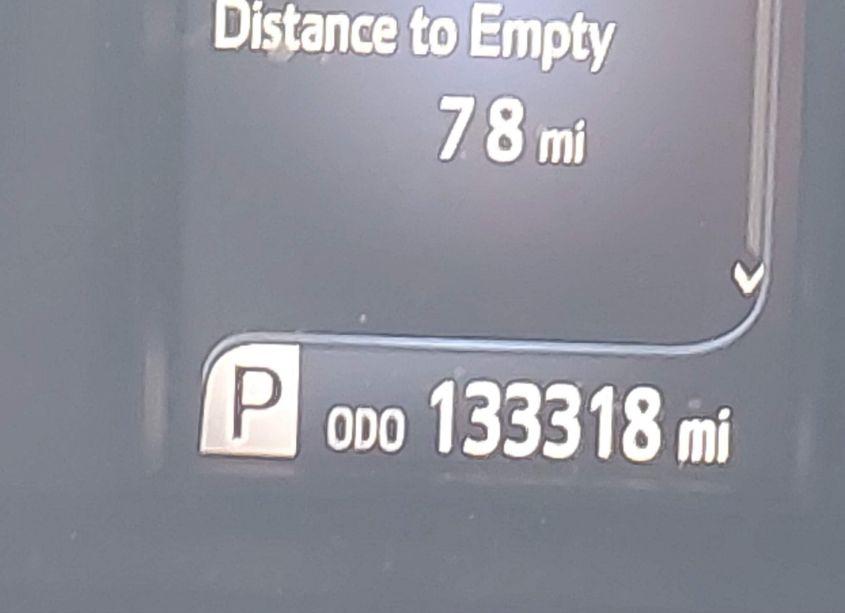 Distance to Empty
78 mi
P ODO 133318 mi